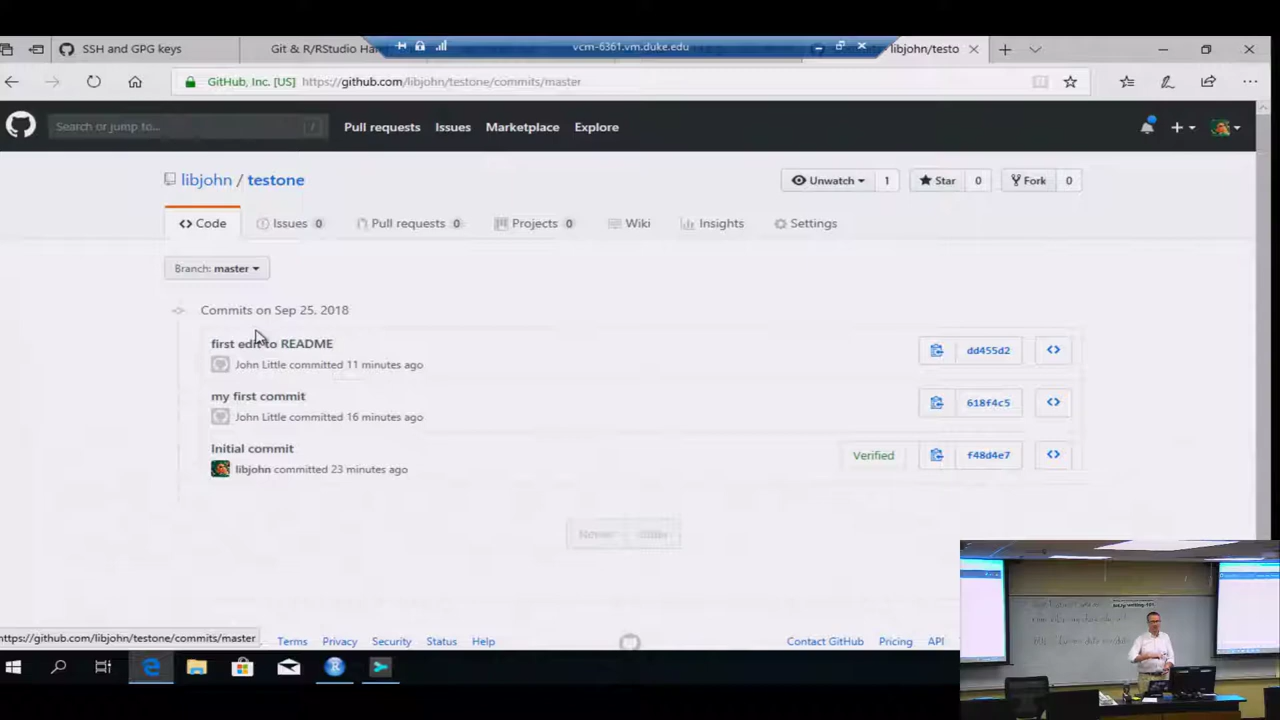 SSH and GPG keys
Git & R/RStudio Ha
vcm-6361.vm.duke.edu
libjohn/testo
GitHub, Inc. [US] https://github.com/libjohn/testone/commits/master
Search or jump to... /
Pull requests Issues Marketplace Explore
libjohn / testone
Unwatch 1 Star 0 Fork 0
Code Issues 0 Pull requests 0 Projects 0 Wiki Insights Settings
Branch: master
Commits on Sep 25, 2018
first edit to README
John Little committed 11 minutes ago
dd455d2
my first commit
John Little committed 16 minutes ago
618f4c5
Initial commit
libjohn committed 23 minutes ago
Verified f48d4e7
Newer Older
https://github.com/libjohn/testone/commits/master
Terms Privacy Security Status Help Contact GitHub Pricing API